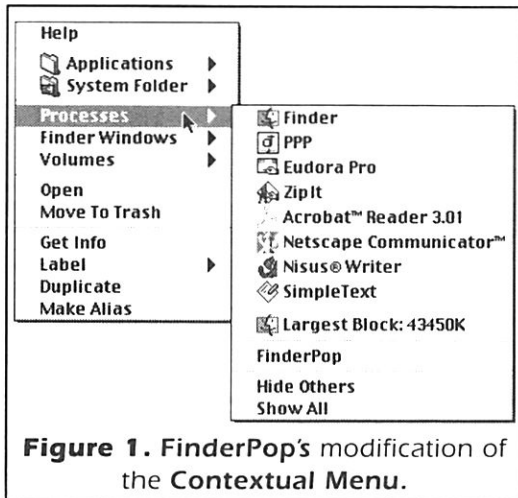 Help
Applications
System Folder
Processes
Finder Windows
Volumes
Open
Move To Trash
Get Info
Label
Duplicate
Make Alias
Finder
PPP
Eudora Pro
ZipIt
Acrobat™ Reader 3.01
Netscape Communicator™
Nisus® Writer
SimpleText
Largest Block: 43450K
FinderPop
Hide Others
Show All
Figure 1. FinderPop's modification of
the Contextual Menu.